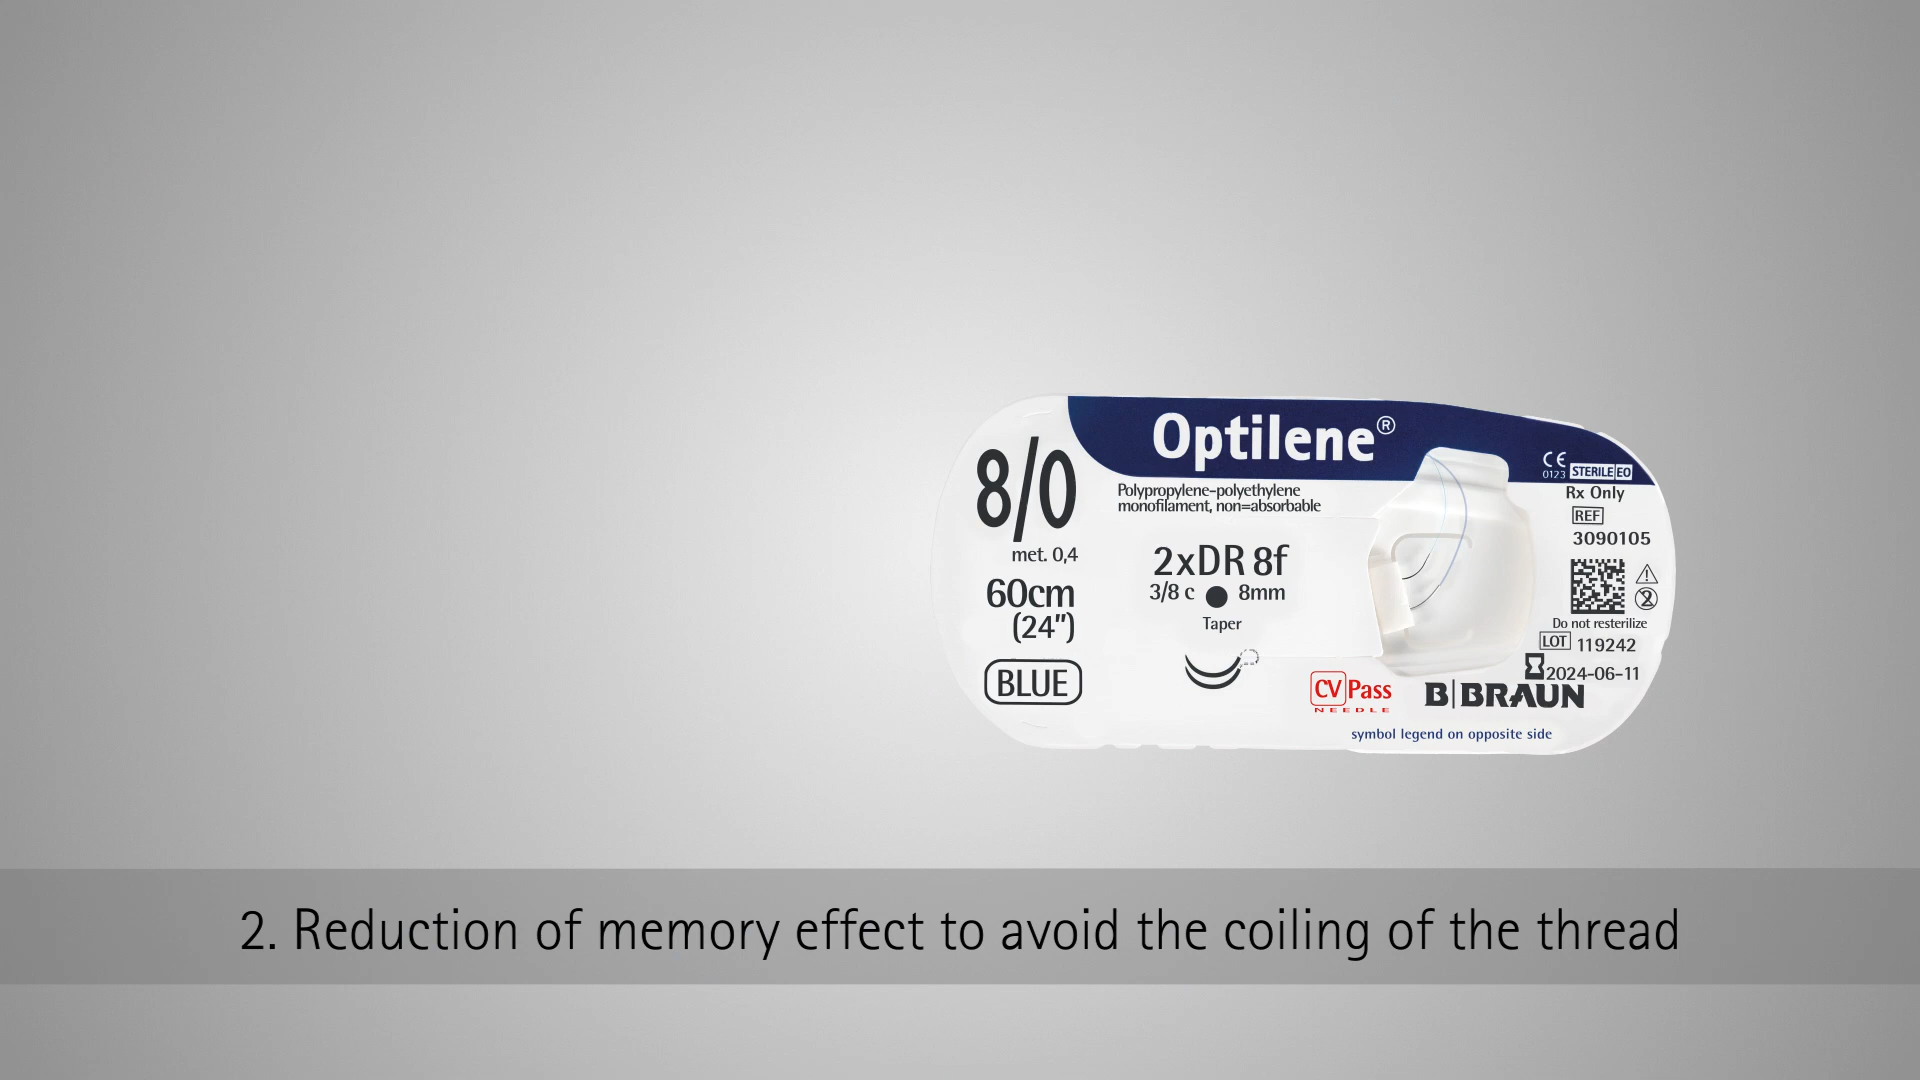 Optilene®
8/0
met. 0,4
60cm
(24")
BLUE
Polypropylene-polyethylene
monofilament, non=absorbable
2xDR 8f
3/8 c 8mm
Taper
CV Pass
NEEDLE
CE
0123 STERILE EO
Rx Only
REF
3090105
2
Do not resterilize
LOT 119242
2024-06-11
B|BRAUN
symbol legend on opposite side
2. Reduction of memory effect to avoid the coiling of the thread